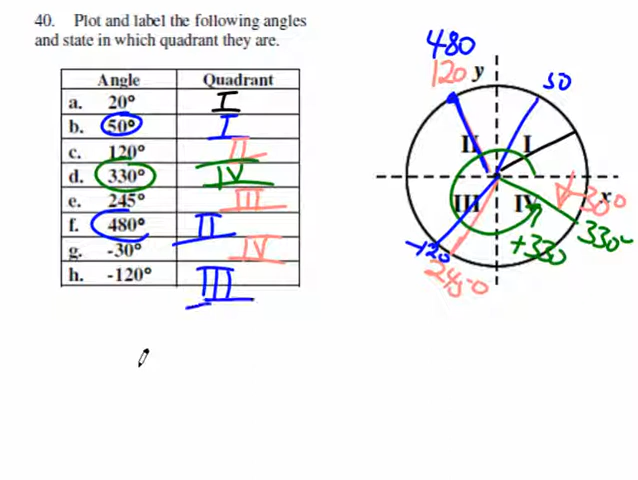 40. Plot and label the following angles
and state in which quadrant they are.
Angle Quadrant
a. 20° I
b. 50° I
c. 120° II
d. 330° IV
e. 245° III
f. 480° II
g. -30° IV
h. -120° III
480
120 y
50
II I
x
III IV
-30°
330°
-120
+330
245°